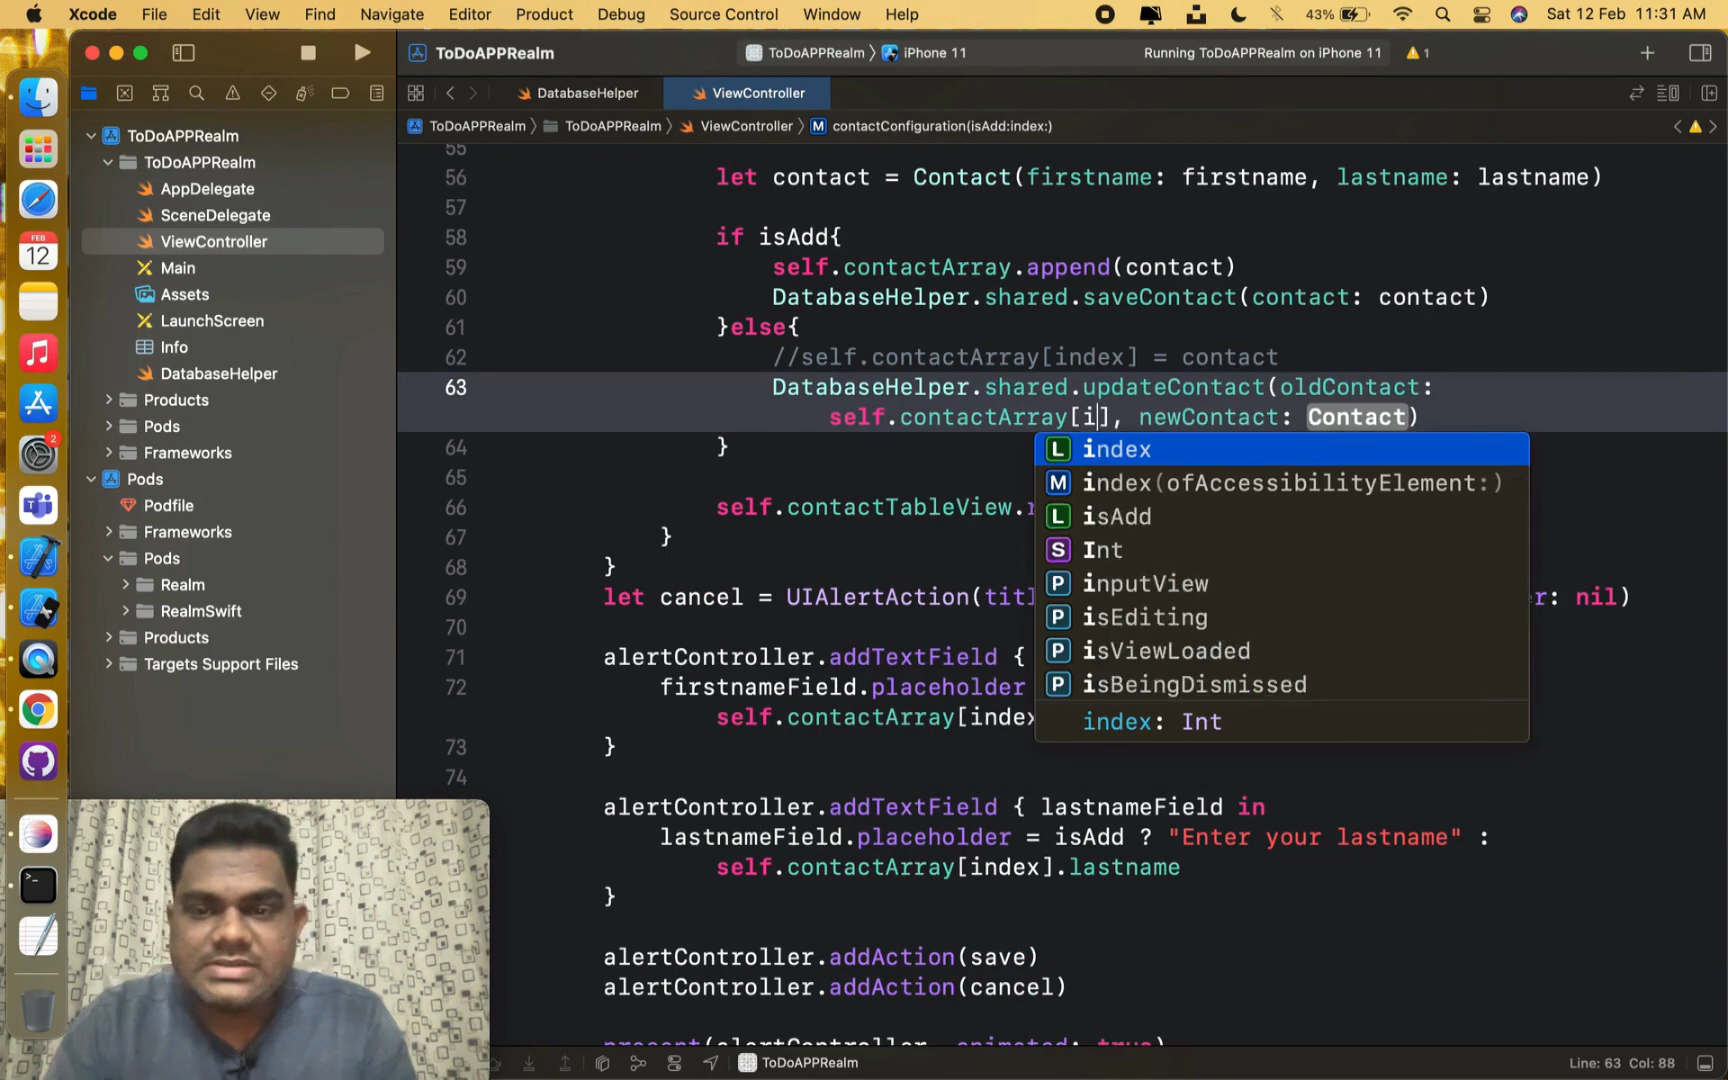 Xcode File Edit View Find Navigate Editor Product Debug Source Control Window Help 43% Sat 12 Feb 11:31 AM
ToDoAPPRealm ToDoAPPRealm 〉 iPhone 11 Running ToDoAPPRealm on iPhone 11 1
DatabaseHelper ViewController
ToDoAPPRealm 〉 ToDoAPPRealm 〉 ViewController 〉 M contactConfiguration(isAdd:index:)
ToDoAPPRealm
ToDoAPPRealm
AppDelegate
SceneDelegate
ViewController
Main
Assets
LaunchScreen
Info
DatabaseHelper
Products
Pods
Frameworks
Pods
Podfile
Frameworks
Pods
Realm
RealmSwift
Products
Targets Support Files
FEB
12
2
55
56 let contact = Contact(firstname: firstname, lastname: lastname)
57
58 if isAdd{
59 self.contactArray.append(contact)
60 DatabaseHelper.shared.saveContact(contact: contact)
61 }else{
62 //self.contactArray[index] = contact
63 DatabaseHelper.shared.updateContact(oldContact:
self.contactArray[i], newContact: Contact)
64 }
65
66 self.contactTableView.
67 }
68 }
69 let cancel = UIAlertAction( r: nil)
70
71 alertController.addTextField {
72 firstnameField.placeholder
self.contactArray[index
73 }
74
alertController.addTextField { lastnameField in
lastnameField.placeholder = isAdd ? "Enter your lastname" :
self.contactArray[index].lastname
}
alertController.addAction(save)
alertController.addAction(cancel)
present(alertController, animated: true)
L index
M index(ofAccessibilityElement:)
L isAdd
S Int
P inputView
P isEditing
P isViewLoaded
P isBeingDismissed
index: Int
ToDoAPPRealm
Line: 63 Col: 88